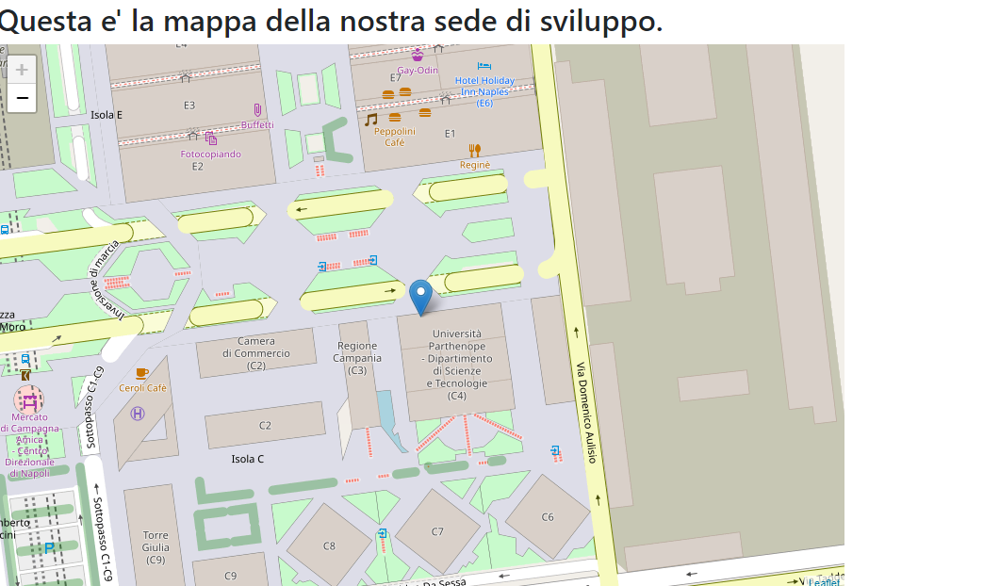 Questa e' la mappa della nostra sede di sviluppo.
+
−
E4
Isola E
E3
Buffetti
Fotocopiando
E2
Gay-Odin
E7
Hotel Holiday
Inn-Naples
(E6)
Peppolini
Café
E1
Reginè
Inversione di marcia
zza
Moro
Camera
di Commercio
(C2)
Regione
Campania
(C3)
Università
Parthenope
- Dipartimento
di Scienze
e Tecnologie
(C4)
Via Domenico Aulisio
Ceroli Café
H
Sottopasso C1-C9
Mercato
di Campagna
Amica
- Centro
Direzionale
di Napoli
C2
Isola C
Sottopasso C1-C9
P
Torre
Giulia
(C9)
C9
C8
C7
C6
Da Sessa
Leaflet